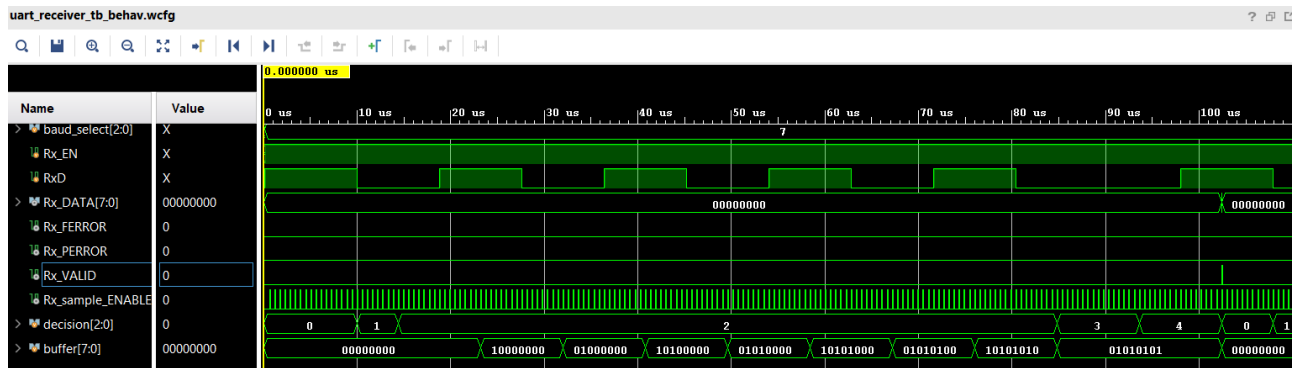 uart_receiver_tb_behav.wcfg
0.000000 us
Name Value 0 us 10 us 20 us 30 us 40 us 50 us 60 us 70 us 80 us 90 us 100 us
baud_select[2:0] X 7
Rx_EN X
RxD X
Rx_DATA[7:0] 00000000 00000000 00000000
Rx_FERROR 0
Rx_PERROR 0
Rx_VALID 0
Rx_sample_ENABLE 0
decision[2:0] 0 0 1 2 3 4 0 1
buffer[7:0] 00000000 00000000 10000000 01000000 10100000 01010000 10101000 01010100 10101010 01010101 00000000